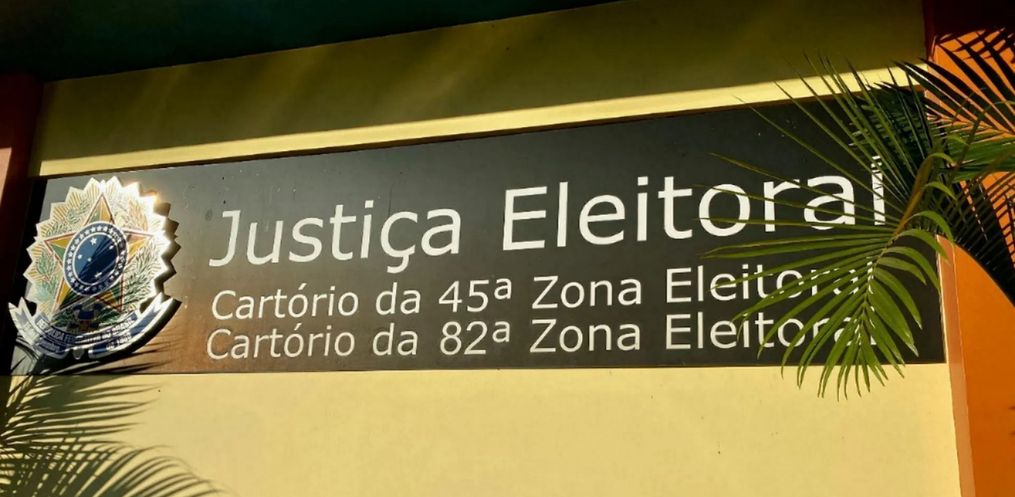 Justiça Eleitoral
Cartório da 45ª Zona Eleitoral
Cartório da 82ª Zona Eleitoral